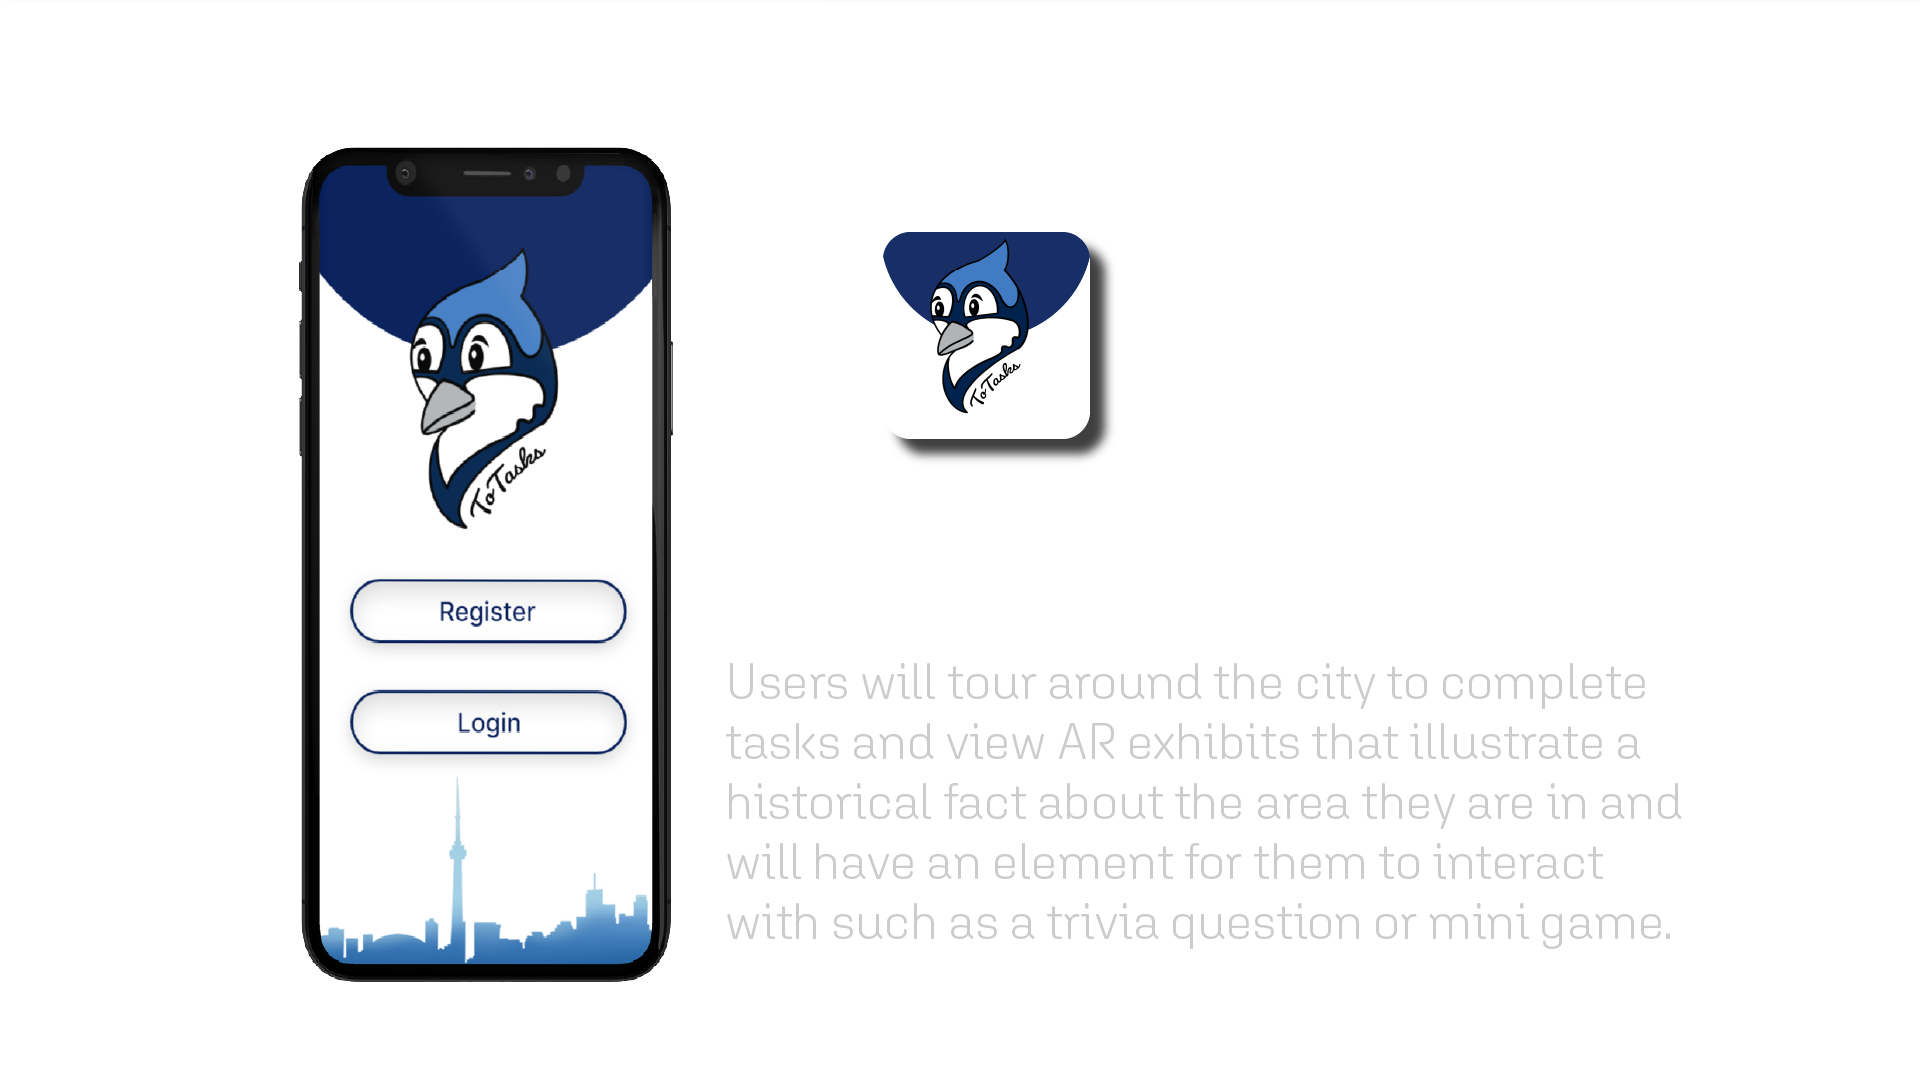 ToTasks
Register
Login
ToTasks
Users will tour around the city to complete
tasks and view AR exhibits that illustrate a
historical fact about the area they are in and
will have an element for them to interact
with such as a trivia question or mini game.